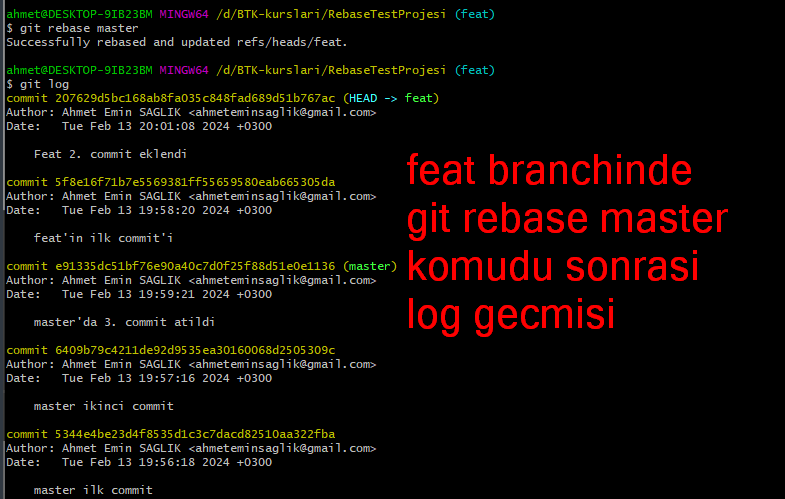 ahmet@DESKTOP-9IB23BM MINGW64 /d/BTK-kurslari/RebaseTestProjesi (feat)
$ git rebase master
Successfully rebased and updated refs/heads/feat.
ahmet@DESKTOP-9IB23BM MINGW64 /d/BTK-kurslari/RebaseTestProjesi (feat)
$ git log
commit 207629d5bc168ab8fa035c848fad689d51b767ac (HEAD -> feat)
Author: Ahmet Emin SAGLIK <ahmeteminsaglik@gmail.com>
Date:   Tue Feb 13 20:01:08 2024 +0300
Feat 2. commit eklendi
commit 5f8e16f71b7e5569381ff55659580eab665305da
Author: Ahmet Emin SAGLIK <ahmeteminsaglik@gmail.com>
Date:   Tue Feb 13 19:58:20 2024 +0300
feat'in ilk commit'i
commit e91335dc51bf76e90a40c7d0f25f88d51e0e1136 (master)
Author: Ahmet Emin SAGLIK <ahmeteminsaglik@gmail.com>
Date:   Tue Feb 13 19:59:21 2024 +0300
master'da 3. commit atildi
commit 6409b79c4211de92d9535ea30160068d2505309c
Author: Ahmet Emin SAGLIK <ahmeteminsaglik@gmail.com>
Date:   Tue Feb 13 19:57:16 2024 +0300
master ikinci commit
commit 5344e4be23d4f8535d1c3c7dacd82510aa322fba
Author: Ahmet Emin SAGLIK <ahmeteminsaglik@gmail.com>
Date:   Tue Feb 13 19:56:18 2024 +0300
master ilk commit
feat branchinde
git rebase master
komudu sonrasi
log gecmisi